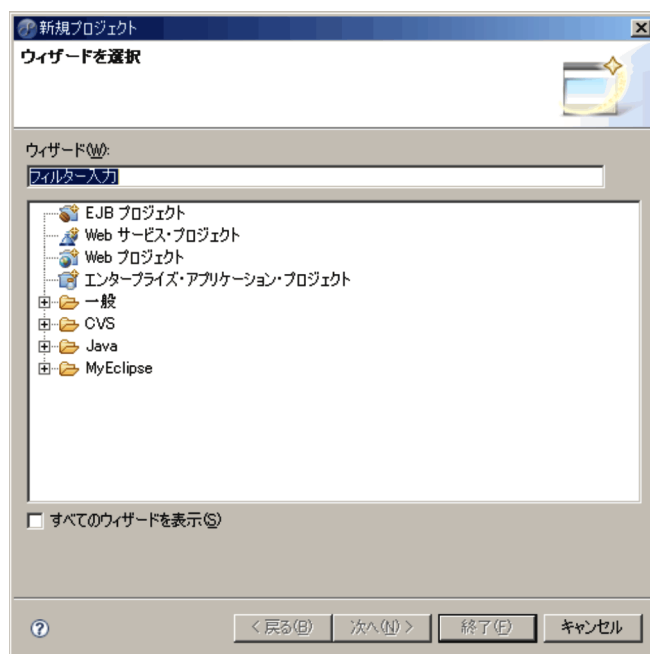 新規プロジェクト
ウィザードを選択
ウィザード(W):
フィルター入力
EJB プロジェクト
Web サービス・プロジェクト
Web プロジェクト
エンタープライズ・アプリケーション・プロジェクト
一般
CVS
Java
MyEclipse
すべてのウィザードを表示(S)
< 戻る(B) 次へ(N) > 終了(F) キャンセル